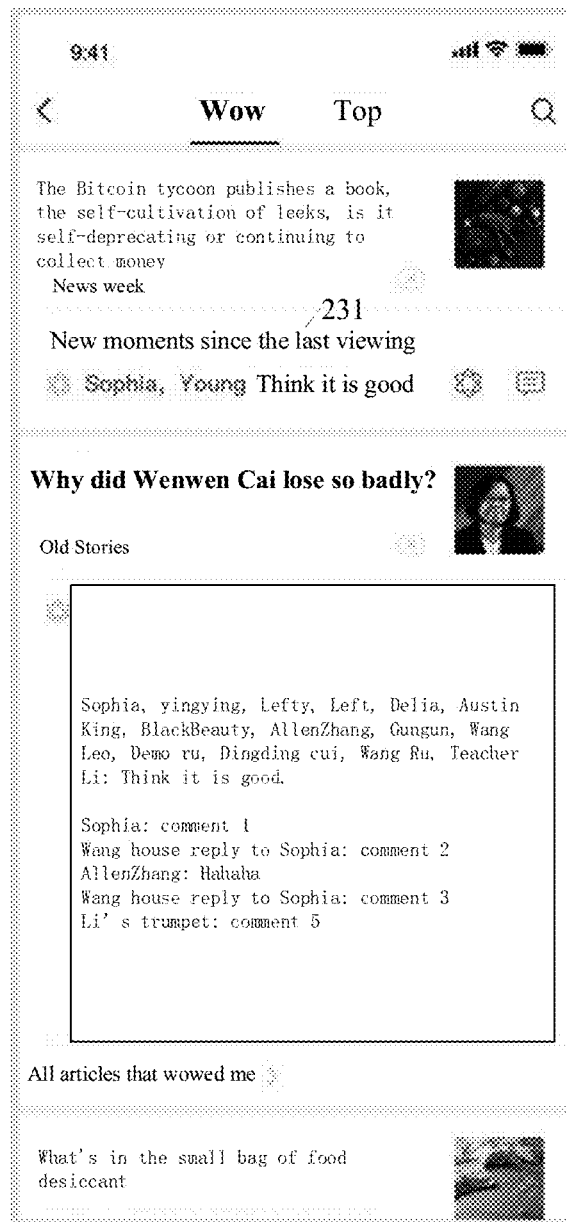 9:41
Wow Top
The Bitcoin tycoon publishes a book,
the self-cultivation of leeks, is it
self-deprecating or continuing to
collect money
News week
231
New moments since the last viewing
Sophia, Young Think it is good
Why did Wenwen Cai lose so badly?
Old Stories
Sophia, yingying, Lefty, Left, Delia, Austin
King, BlackBeauty, AllenZhang, Gungun, Wang
Leo, Demo ru, Dingding cui, Wang Ru, Teacher
Li: Think it is good.
Sophia: comment 1
Wang house reply to Sophia: comment 2
AllenZhang: Hahaha
Wang house reply to Sophia: comment 3
Li's trumpet: comment 5
All articles that wowed me
What's in the small bag of food
desiccant